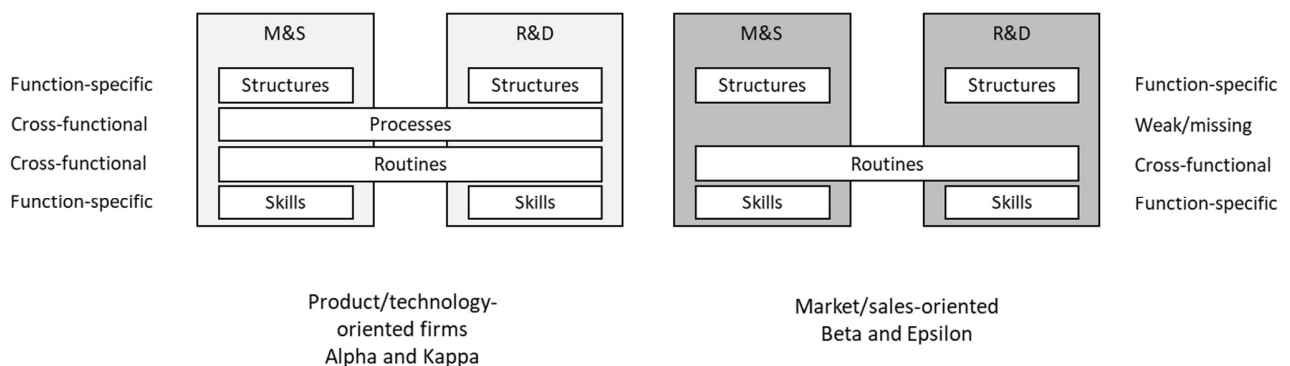 M&S R&D M&S R&D
Function-specific Structures Structures Structures Structures Function-specific
Cross-functional Processes Weak/missing
Cross-functional Routines Routines Cross-functional
Function-specific Skills Skills Skills Skills Function-specific
Product/technology-
oriented firms
Alpha and Kappa
Market/sales-oriented
Beta and Epsilon